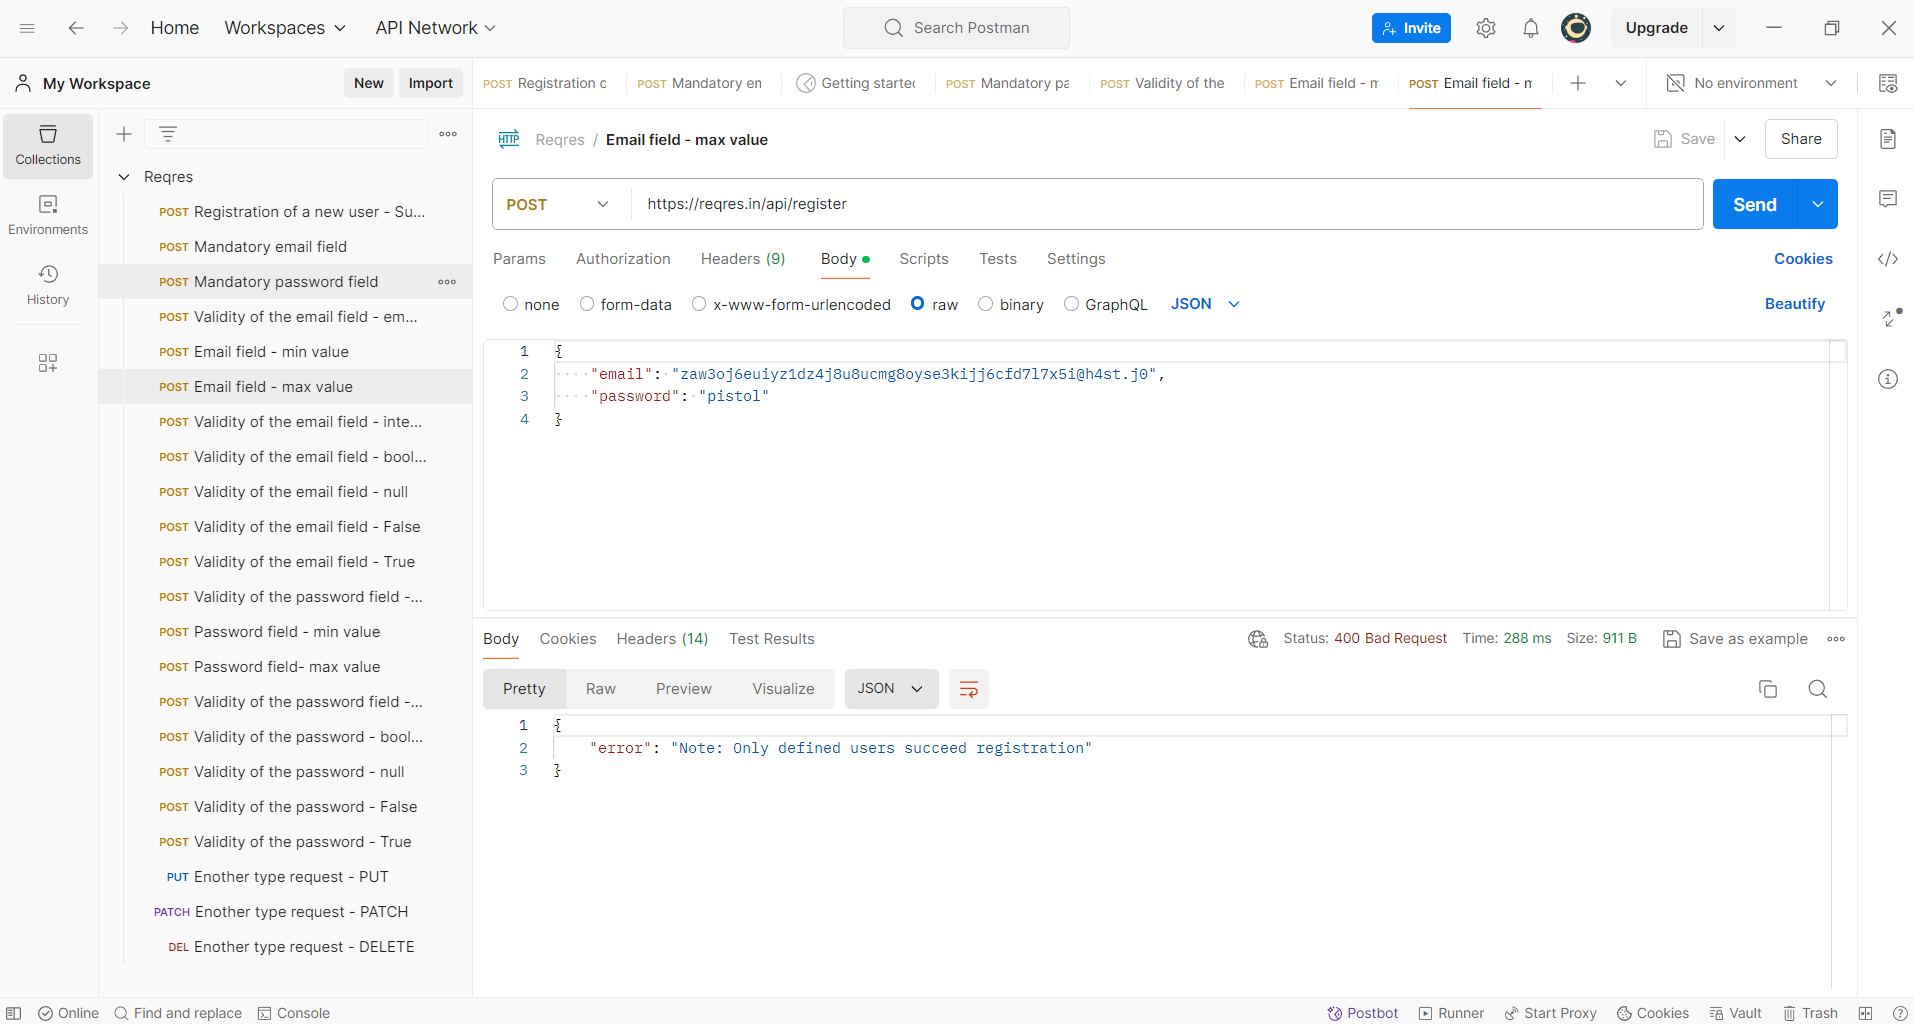 Home Workspaces API Network Search Postman Invite Upgrade
My Workspace New Import
POST Registration c POST Mandatory en Getting started POST Mandatory pa POST Validity of the POST Email field - m POST Email field - m No environment
Collections
Environments
History
Reqres
POST Registration of a new user - Su...
POST Mandatory email field
POST Mandatory password field
POST Validity of the email field - em...
POST Email field - min value
POST Email field - max value
POST Validity of the email field - inte...
POST Validity of the email field - bool...
POST Validity of the email field - null
POST Validity of the email field - False
POST Validity of the email field - True
POST Validity of the password field -...
POST Password field - min value
POST Password field- max value
POST Validity of the password field -...
POST Validity of the password - bool...
POST Validity of the password - null
POST Validity of the password - False
POST Validity of the password - True
PUT Enother type request - PUT
PATCH Enother type request - PATCH
DEL Enother type request - DELETE
HTTP Reqres / Email field - max value Save Share
POST https://reqres.in/api/register Send
Params Authorization Headers (9) Body Scripts Tests Settings Cookies
none form-data x-www-form-urlencoded raw binary GraphQL JSON Beautify
1 {
2 "email": "zaw3oj6euiyz1dz4j8u8ucmg8oyse3kijj6cfd7l7x5i@h4st.j0",
3 "password": "pistol"
4 }
Body Cookies Headers (14) Test Results Status: 400 Bad Request Time: 288 ms Size: 911 B Save as example
Pretty Raw Preview Visualize JSON
1 {
2 "error": "Note: Only defined users succeed registration"
3 }
Online Find and replace Console Postbot Runner Start Proxy Cookies Vault Trash